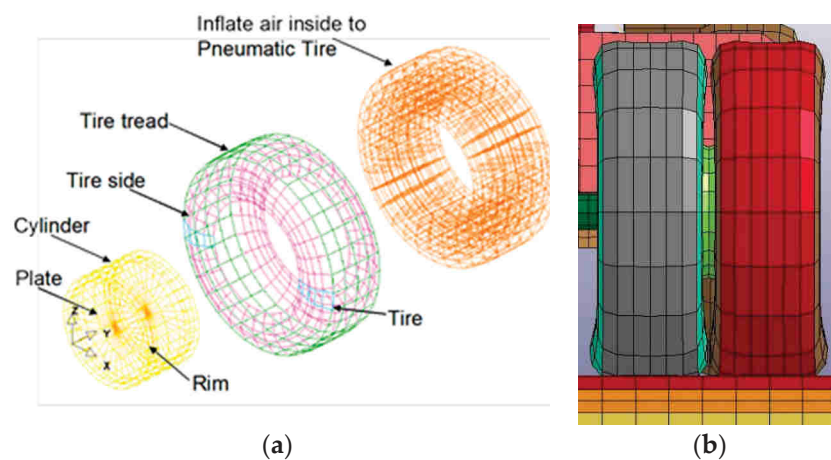 Inflate air inside to
Pneumatic Tire
Tire tread
Tire side
Cylinder
Plate
Z
Y
X
Tire
Rim
(a)
(b)